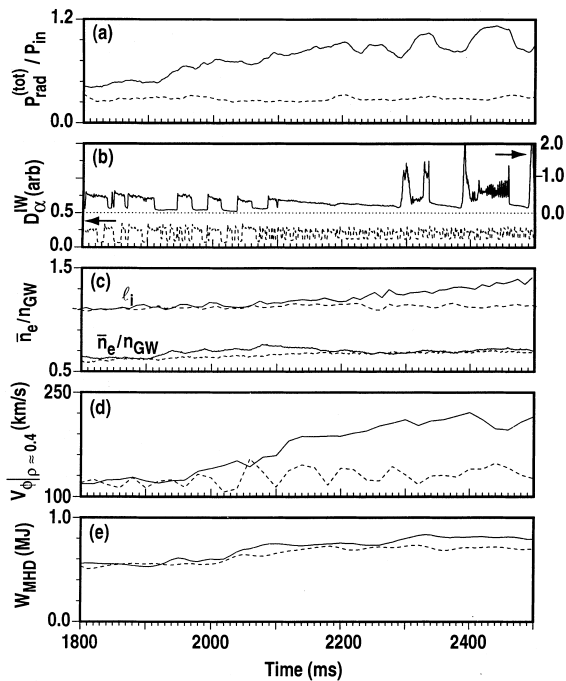 1.2
(a)
P_rad^(tot) / P_in
0.0
(b)
2.0
1.0
0.0
D_α^IW (arb)
0.5
0.0
1.5
(c)
ℓ_i
n̄_e/n_GW
n̄_e/n_GW
0.5
250
(d)
V_ϕ|_ρ≈0.4 (km/s)
100
1.0
(e)
W_MHD (MJ)
0.0
1800 2000 2200 2400
Time (ms)